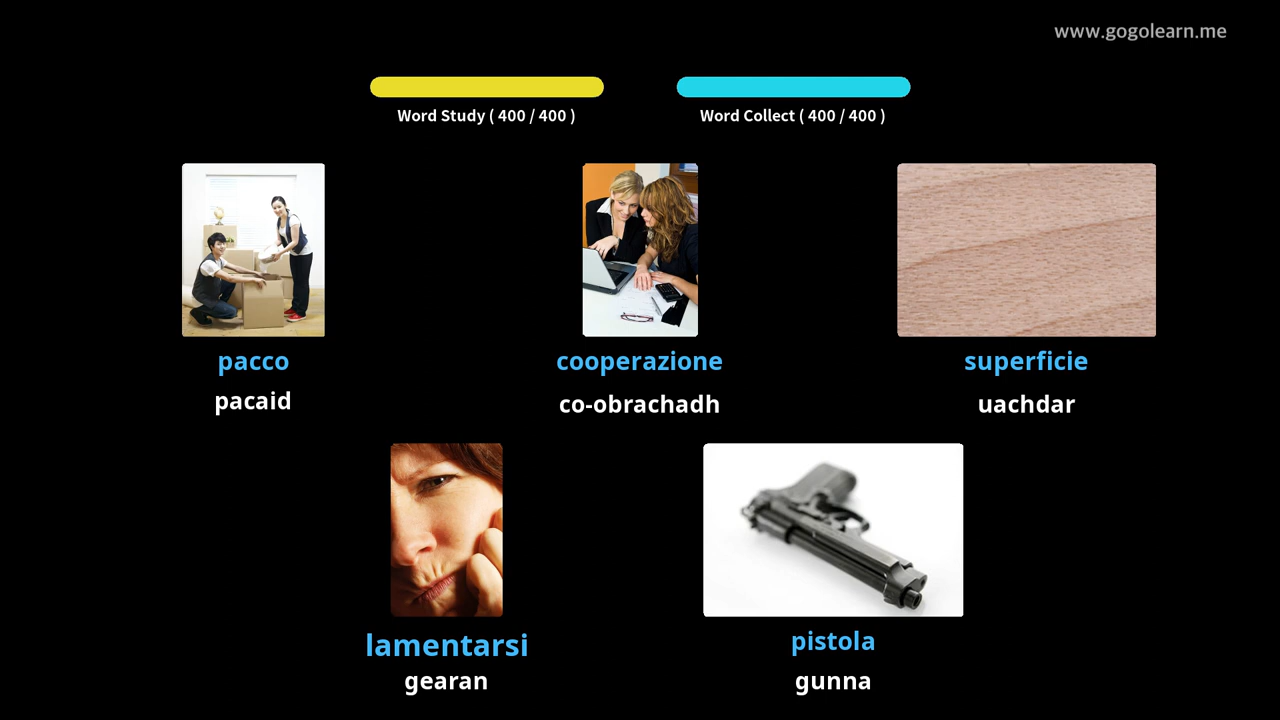 www.gogolearn.me
Word Study ( 400 / 400 )
Word Collect ( 400 / 400 )
pacco
pacaid
cooperazione
co-obrachadh
superficie
uachdar
lamentarsi
gearan
pistola
gunna